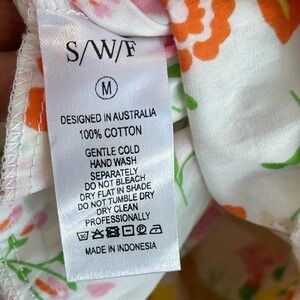 S/W/F
M
DESIGNED IN AUSTRALIA
100% COTTON
GENTLE COLD
HAND WASH
SEPARATELY
DO NOT BLEACH
DRY FLAT IN SHADE
DO NOT TUMBLE DRY
DRY CLEAN
PROFESSIONALLY
MADE IN INDONESIA